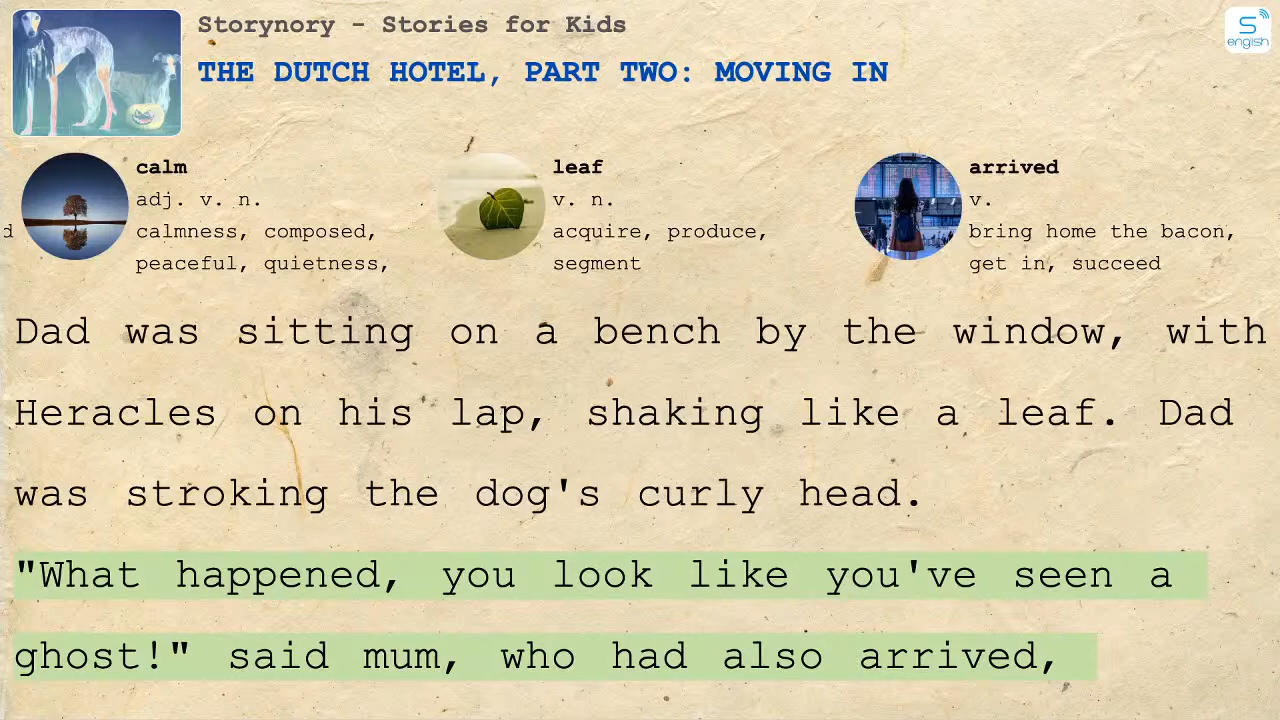 Storynory - Stories for Kids
THE DUTCH HOTEL, PART TWO: MOVING IN
S
english
calm
adj. v. n.
calmness, composed,
peaceful, quietness,
leaf
v. n.
acquire, produce,
segment
arrived
v.
bring home the bacon,
get in, succeed
d
Dad was sitting on a bench by the window, with
Heracles on his lap, shaking like a leaf. Dad
was stroking the dog's curly head.
"What happened, you look like you've seen a
ghost!" said mum, who had also arrived,